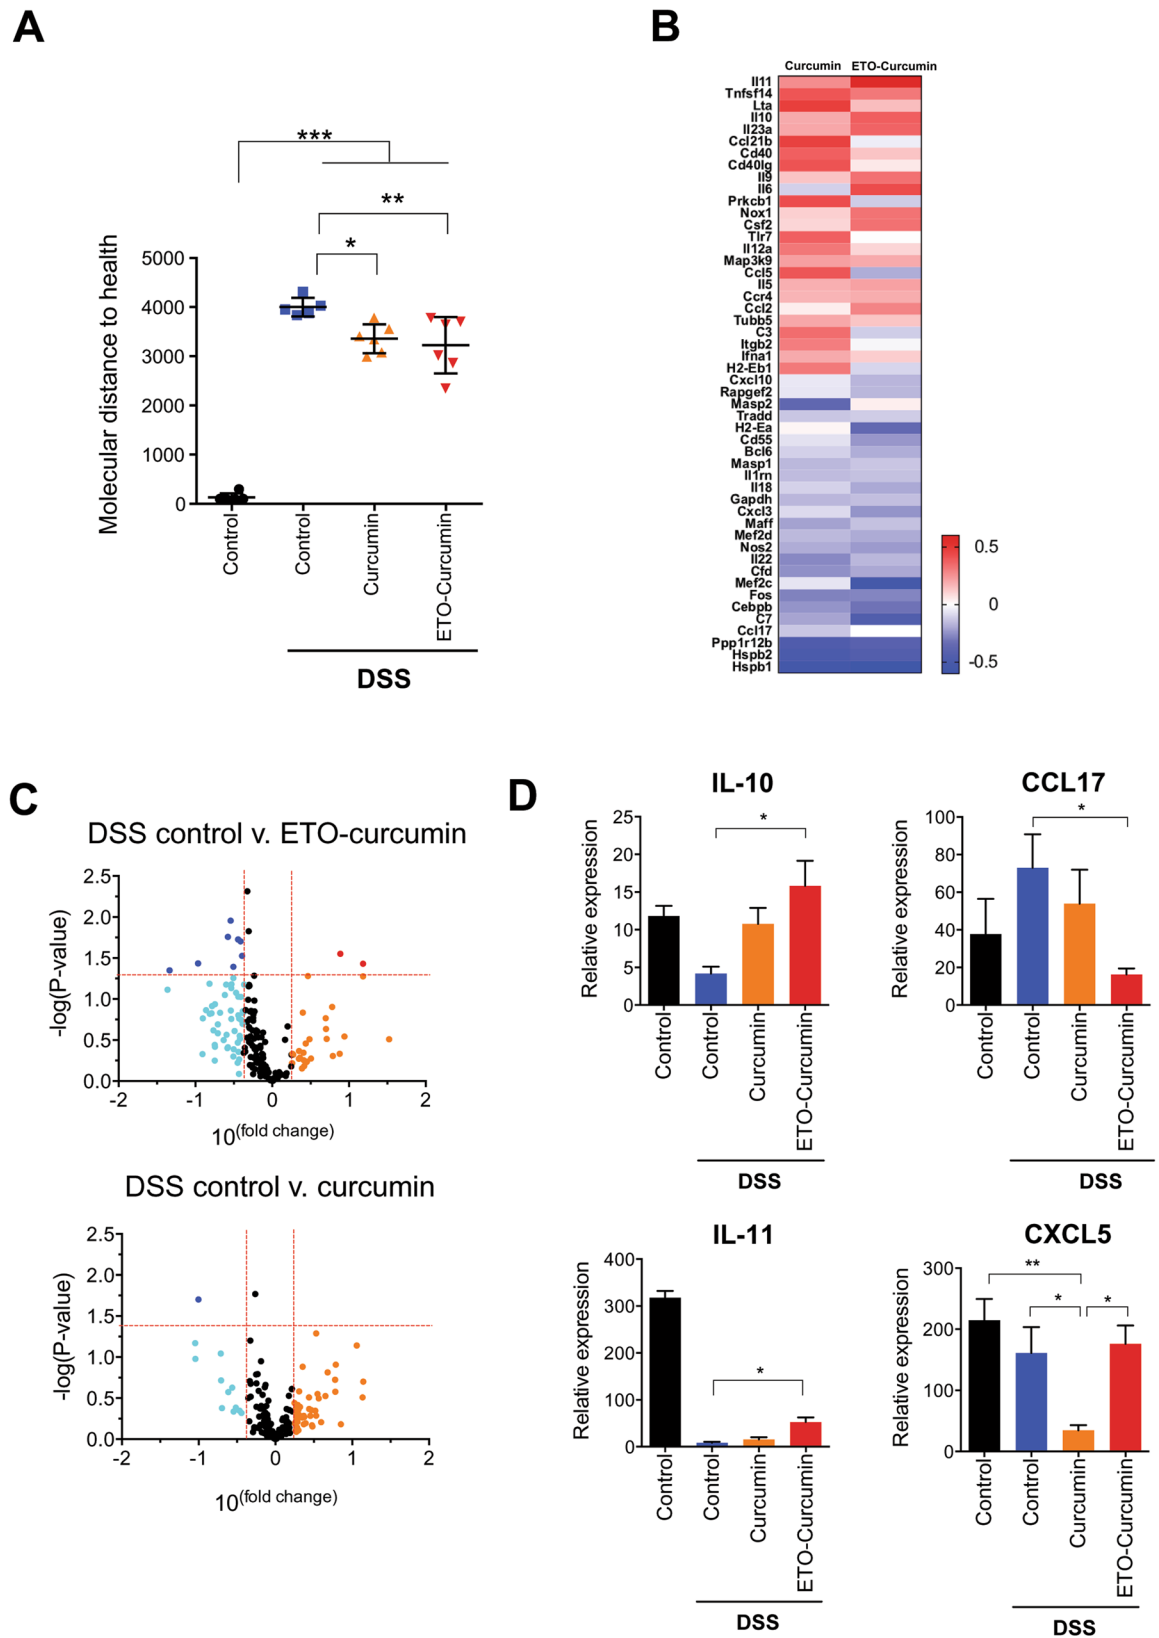 A
***
**
*
Molecular distance to health
5000
4000
3000
2000
1000
0
Control
Control
Curcumin
ETO-Curcumin
DSS
B
Curcumin ETO-Curcumin
Il11
Tnfsf14
Lta
Il10
Il23a
Ccl21b
Cd40
Cd40lg
Il9
Il6
Prkcb1
Nox1
Csf2
Tlr7
Il12a
Map3k9
Ccl5
Il5
Ccr4
Ccl2
Tubb5
C3
Itgb2
Ifna1
H2-Eb1
Cxcl10
Rapgef2
Masp2
Tradd
H2-Ea
Cd55
Bcl6
Masp1
Il1rn
Il18
Gapdh
Cxcl3
Maff
Mef2d
Nos2
Il22
Cfd
Mef2c
Fos
Cebpb
C7
Ccl17
Ppp1r12b
Hspb2
Hspb1
0.5
0
-0.5
C
DSS control v. ETO-curcumin
-log(P-value)
2.5
2.0
1.5
1.0
0.5
0.0
-2 -1 0 1 2
10(fold change)
DSS control v. curcumin
-log(P-value)
2.5
2.0
1.5
1.0
0.5
0.0
-2 -1 0 1 2
10(fold change)
D
IL-10
*
Relative expression
25
20
15
10
5
0
Control
Control
Curcumin
ETO-Curcumin
DSS
CCL17
*
Relative expression
100
80
60
40
20
0
Control
Control
Curcumin
ETO-Curcumin
DSS
IL-11
*
Relative expression
400
300
200
100
0
Control
Control
Curcumin
ETO-Curcumin
DSS
CXCL5
**
* *
Relative expression
300
200
100
0
Control
Control
Curcumin
ETO-Curcumin
DSS